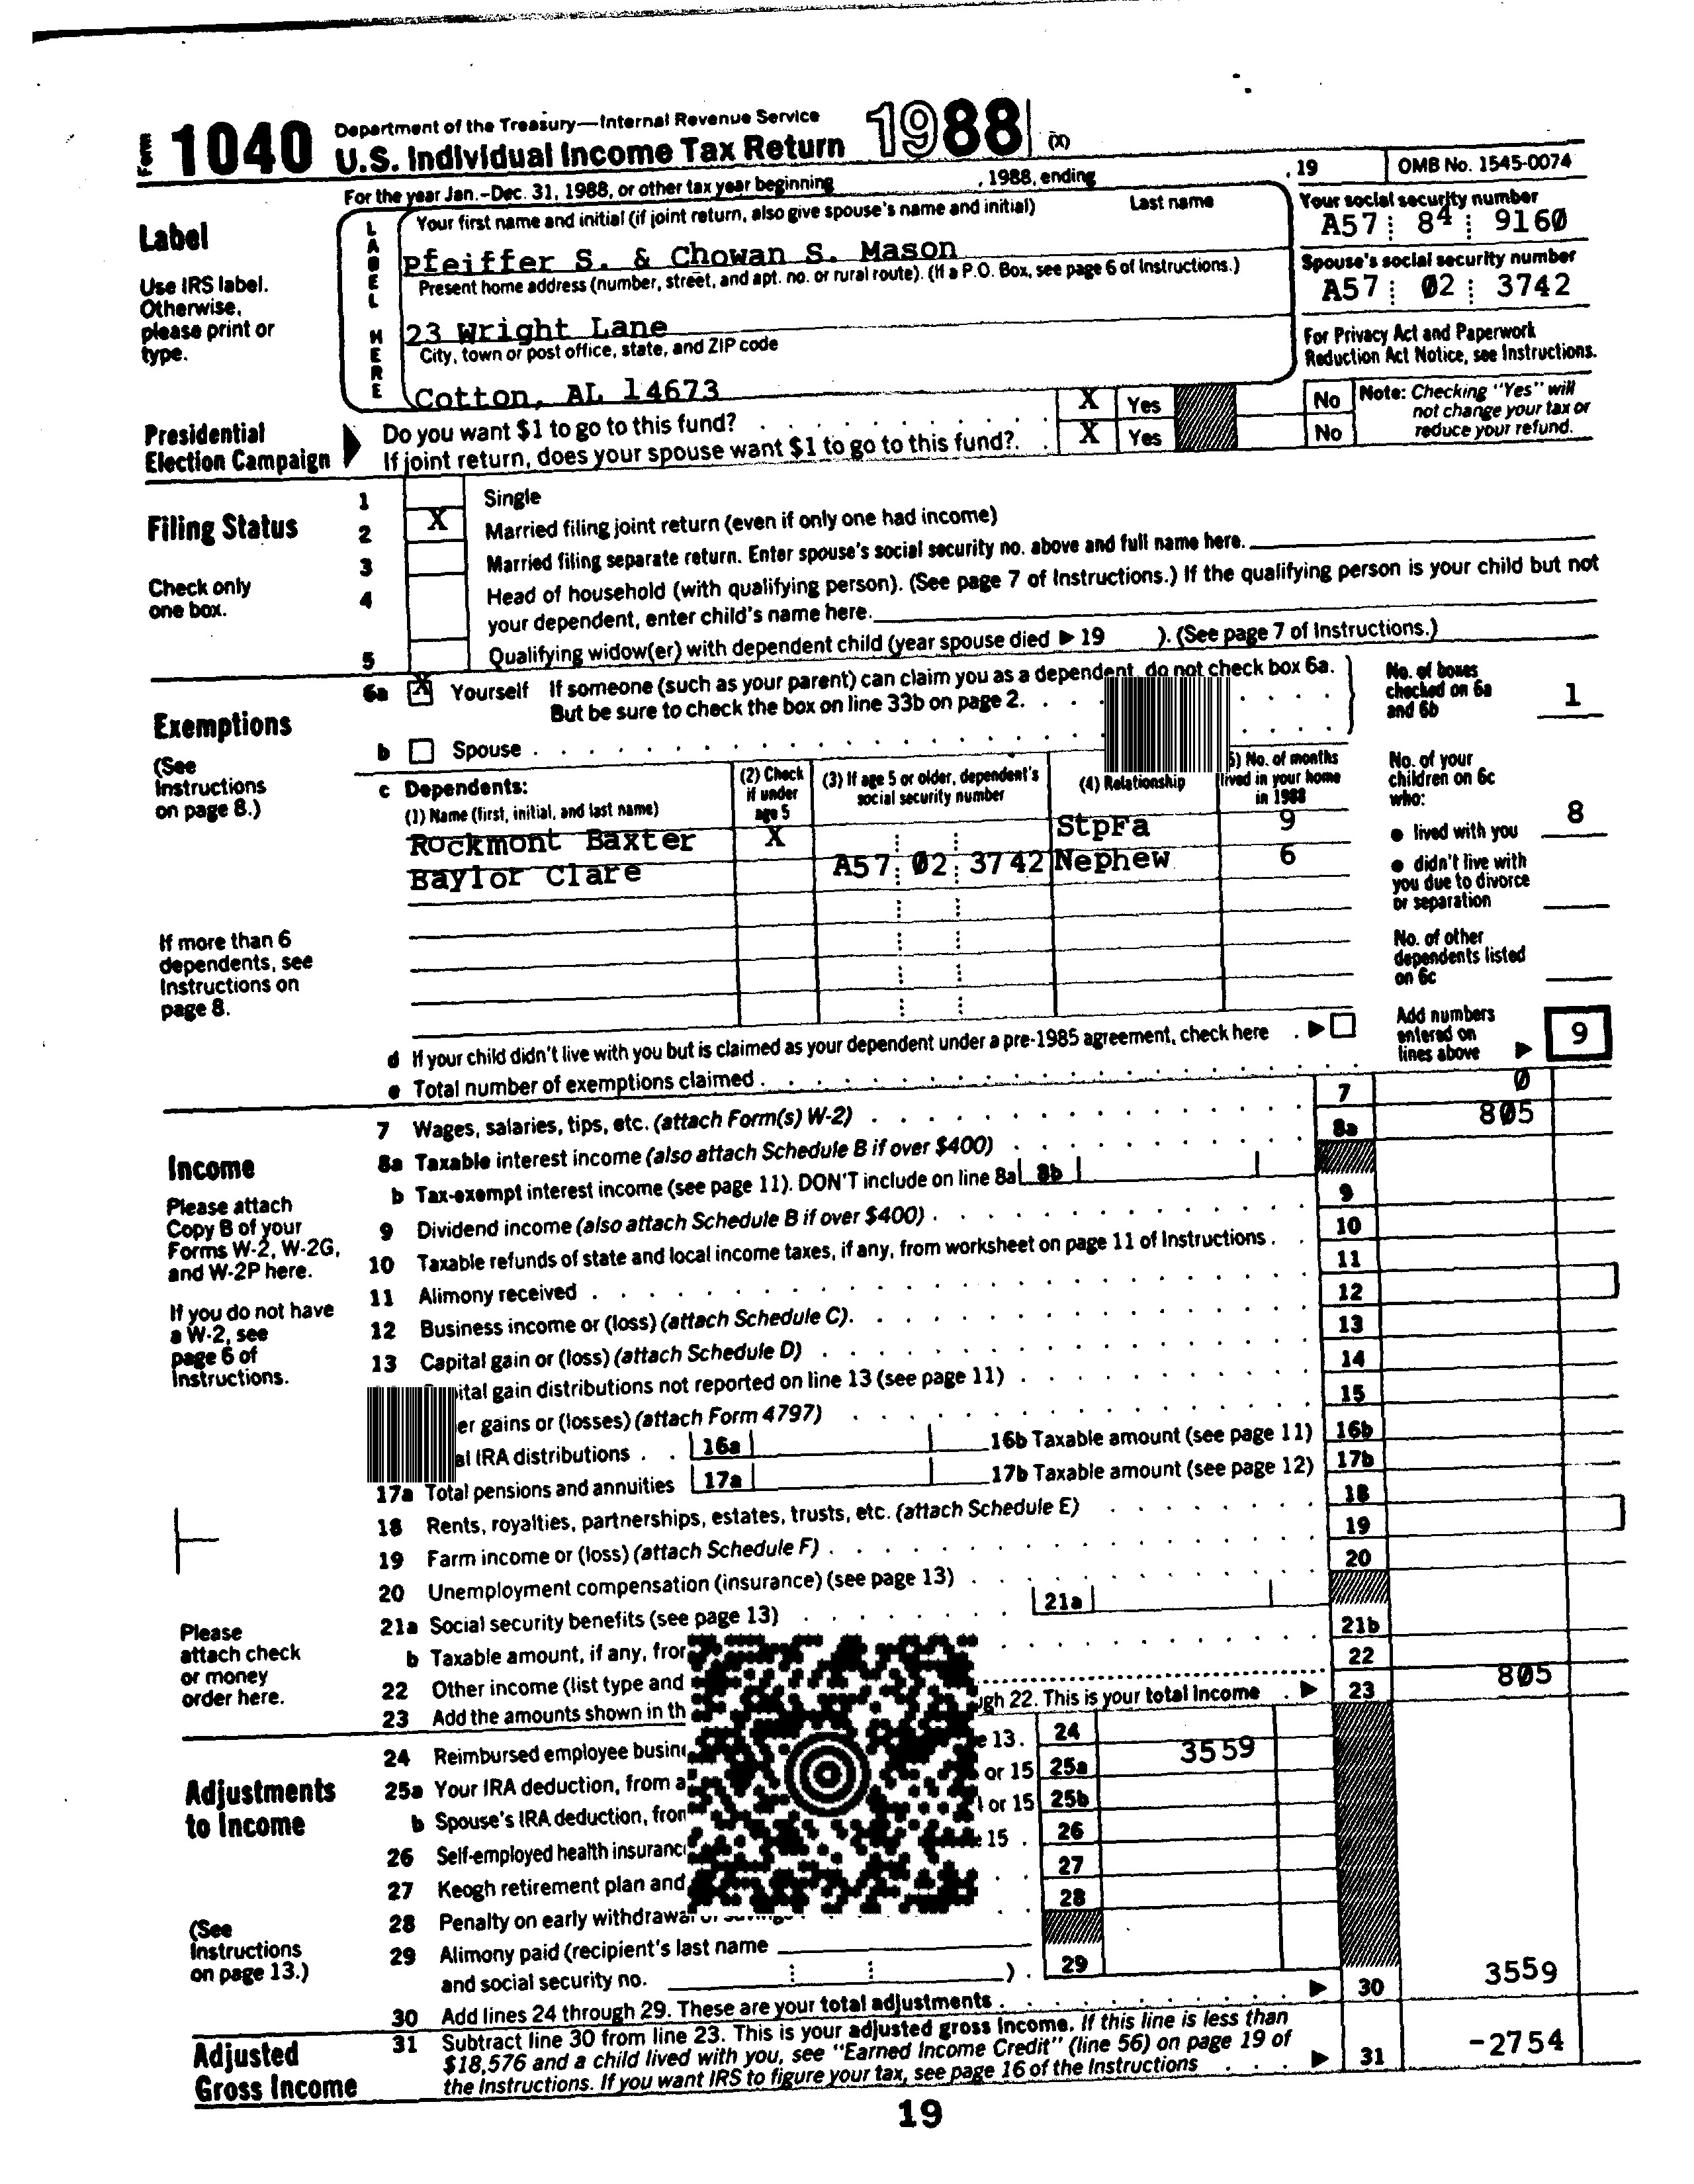 Form 1040 Department of the Treasury—Internal Revenue Service
U.S. Individual Income Tax Return 1988 (X)
For the year Jan.-Dec. 31, 1988, or other tax year beginning , 1988, ending , 19 OMB No. 1545-0074
Label
Use IRS label.
Otherwise,
please print or
type.
LABEL HERE
Your first name and initial (if joint return, also give spouse's name and initial) Last name
Pfeiffer S. & Chowan S. Mason
Present home address (number, street, and apt. no. or rural route). (If a P.O. Box, see page 6 of Instructions.)
23 Wright Lane
City, town or post office, state, and ZIP code
Cotton, AL 14673
Your social security number
A57 84 9160
Spouse's social security number
A57 02 3742
For Privacy Act and Paperwork
Reduction Act Notice, see Instructions.
Presidential
Election Campaign
Do you want $1 to go to this fund? X Yes No
If joint return, does your spouse want $1 to go to this fund?. X Yes No
Note: Checking "Yes" will
not change your tax or
reduce your refund.
Filing Status
Check only
one box.
1 Single
2 X Married filing joint return (even if only one had income)
3 Married filing separate return. Enter spouse's social security no. above and full name here.
4 Head of household (with qualifying person). (See page 7 of Instructions.) If the qualifying person is your child but not
your dependent, enter child's name here.
5 Qualifying widow(er) with dependent child (year spouse died ▶ 19 ). (See page 7 of Instructions.)
Exemptions
(See
Instructions
on page 8.)
6a X Yourself If someone (such as your parent) can claim you as a dependent, do not check box 6a.
But be sure to check the box on line 33b on page 2.
b Spouse
No. of boxes
checked on 6a
and 6b 1
c Dependents:
(1) Name (first, initial, and last name)
(2) Check
if under
age 5
(3) If age 5 or older, dependent's
social security number
(4) Relationship
5) No. of months
lived in your home
in 1988
Rockmont Baxter X StpFa 9
Baylor Clare A57 02 3742 Nephew 6
No. of your
children on 6c
who:
● lived with you 8
● didn't live with
you due to divorce
or separation
No. of other
dependents listed
on 6c
If more than 6
dependents, see
Instructions on
page 8.
d If your child didn't live with you but is claimed as your dependent under a pre-1985 agreement, check here ▶
e Total number of exemptions claimed
Add numbers
entered on
lines above ▶ 9
Income
Please attach
Copy B of your
Forms W-2, W-2G,
and W-2P here.
If you do not have
a W-2, see
page 6 of
Instructions.
7 Wages, salaries, tips, etc. (attach Form(s) W-2) 7 0
8a Taxable interest income (also attach Schedule B if over $400) 8a 805
b Tax-exempt interest income (see page 11). DON'T include on line 8a 8b
9 Dividend income (also attach Schedule B if over $400) 9
10 Taxable refunds of state and local income taxes, if any, from worksheet on page 11 of Instructions 10
11 Alimony received 11
12 Business income or (loss) (attach Schedule C). 12
13 Capital gain or (loss) (attach Schedule D) 13
ital gain distributions not reported on line 13 (see page 11) 14
er gains or (losses) (attach Form 4797) 15
al IRA distributions 16a 16b Taxable amount (see page 11) 16b
17a Total pensions and annuities 17a 17b Taxable amount (see page 12) 17b
18 Rents, royalties, partnerships, estates, trusts, etc. (attach Schedule E) 18
19 Farm income or (loss) (attach Schedule F) 19
20 Unemployment compensation (insurance) (see page 13) 20
21a Social security benefits (see page 13) 21a
b Taxable amount, if any, fror 21b
22 Other income (list type and 22
23 Add the amounts shown in th ugh 22. This is your total income ▶ 23 805
Please
attach check
or money
order here.
Adjustments
to Income
(See
Instructions
on page 13.)
24 Reimbursed employee busin e 13. 24
25a Your IRA deduction, from a or 15 25a 3559
b Spouse's IRA deduction, fron or 15 25b
26 Self-employed health insuranc 15 26
27 Keogh retirement plan and 27
28 Penalty on early withdrawal of savings 28
29 Alimony paid (recipient's last name
and social security no. ). 29
30 Add lines 24 through 29. These are your total adjustments ▶ 30 3559
Adjusted
Gross Income
31 Subtract line 30 from line 23. This is your adjusted gross income. If this line is less than
$18,576 and a child lived with you, see "Earned Income Credit" (line 56) on page 19 of
the Instructions. If you want IRS to figure your tax, see page 16 of the Instructions ▶ 31 -2754
19